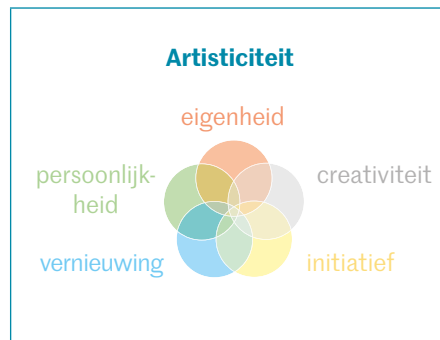 Artisticiteit
eigenheid
persoonlijk-
heid
creativiteit
vernieuwing
initiatief